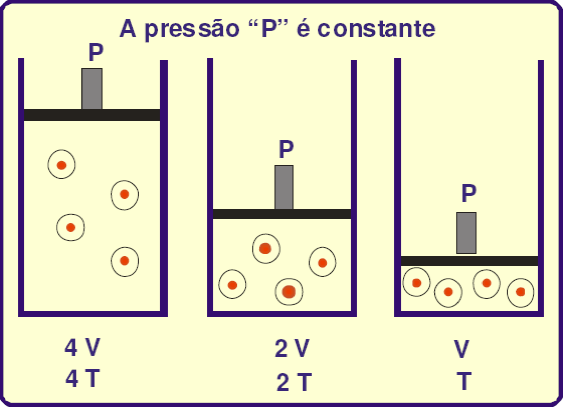 A pressão “P” é constante
P
P
P
4 V
4 T
2 V
2 T
V
T